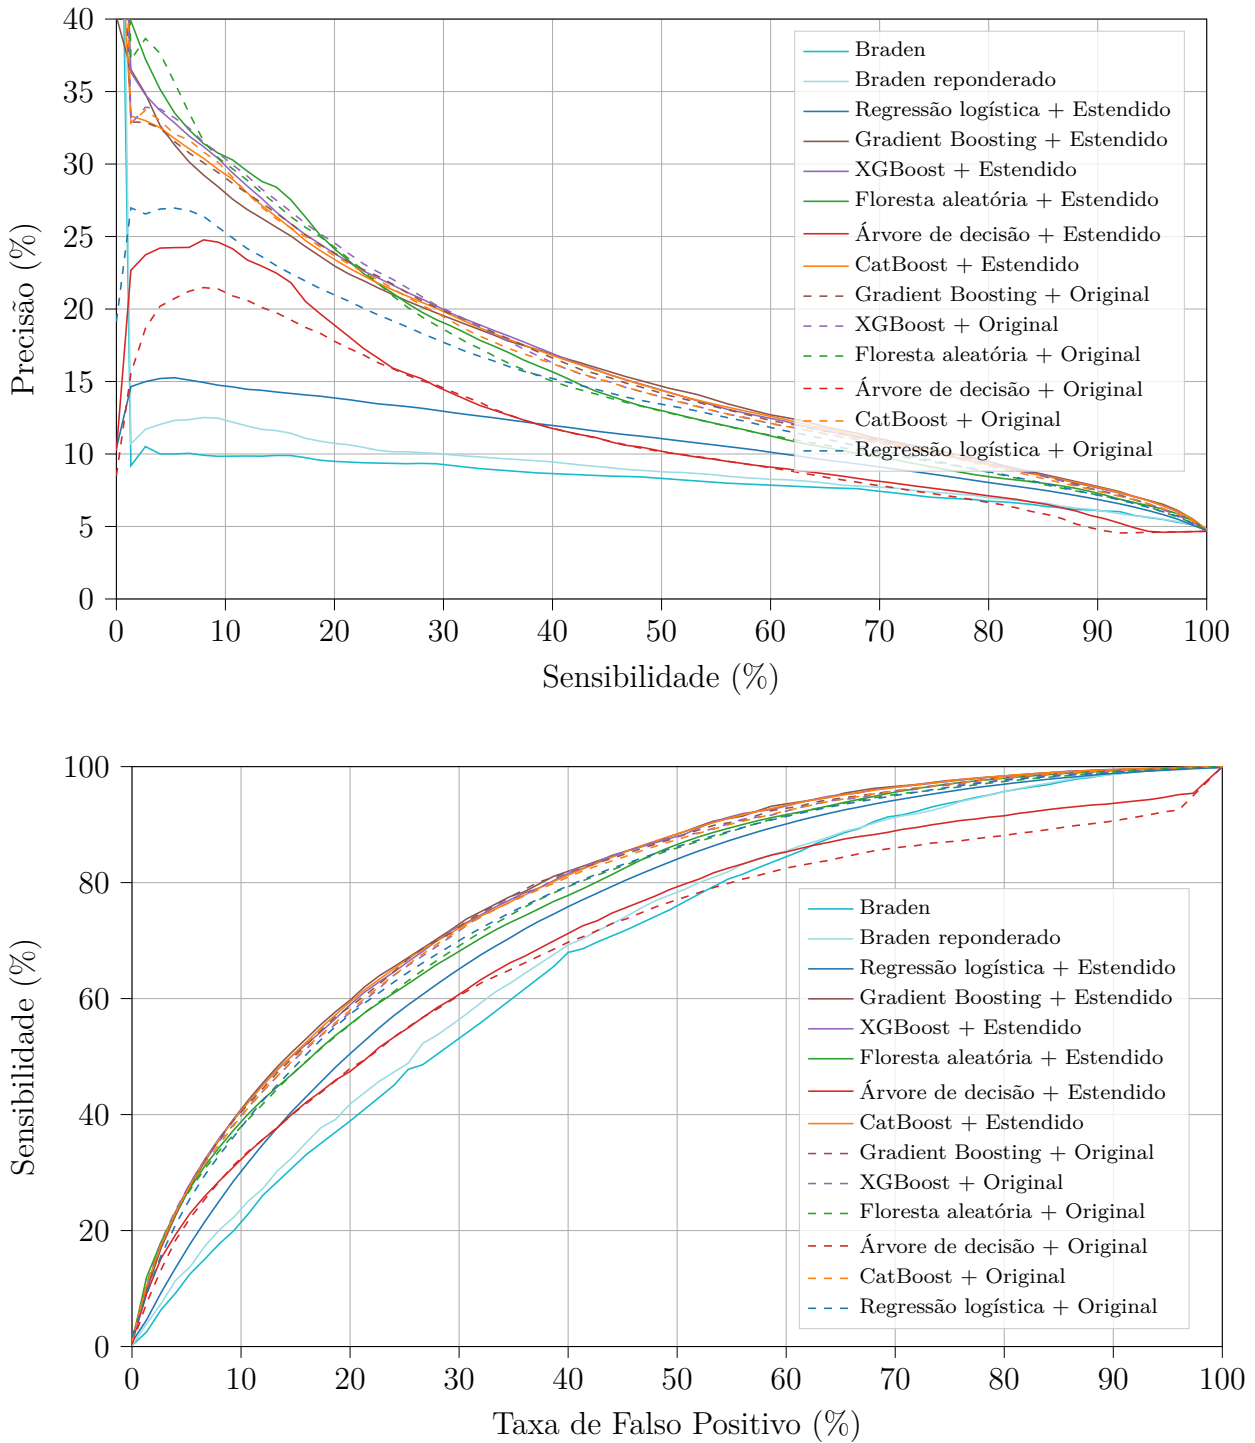 40
35
30
25
20
15
10
5
0
Precisão (%)
Braden
Braden reponderado
Regressão logística + Estendido
Gradient Boosting + Estendido
XGBoost + Estendido
Floresta aleatória + Estendido
Árvore de decisão + Estendido
CatBoost + Estendido
Gradient Boosting + Original
XGBoost + Original
Floresta aleatória + Original
Árvore de decisão + Original
CatBoost + Original
Regressão logística + Original
0 10 20 30 40 50 60 70 80 90 100
Sensibilidade (%)
100
80
60
40
20
0
Sensibilidade (%)
Braden
Braden reponderado
Regressão logística + Estendido
Gradient Boosting + Estendido
XGBoost + Estendido
Floresta aleatória + Estendido
Árvore de decisão + Estendido
CatBoost + Estendido
Gradient Boosting + Original
XGBoost + Original
Floresta aleatória + Original
Árvore de decisão + Original
CatBoost + Original
Regressão logística + Original
0 10 20 30 40 50 60 70 80 90 100
Taxa de Falso Positivo (%)